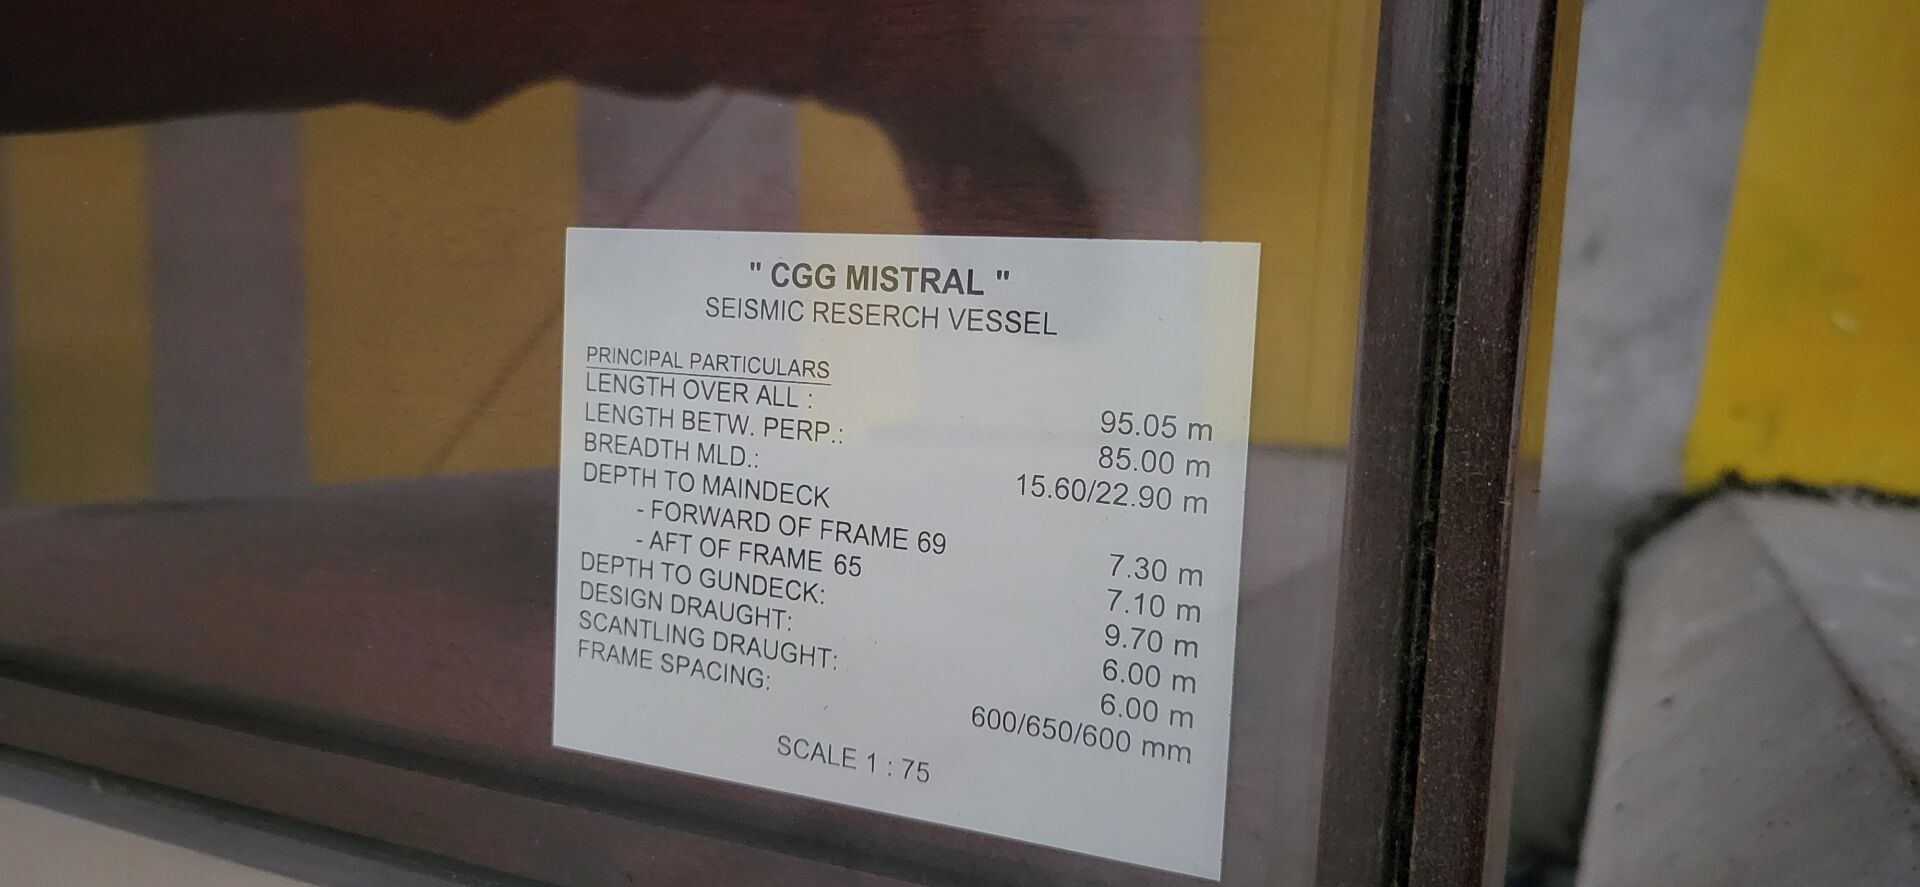 " CGG MISTRAL "
SEISMIC RESERCH VESSEL
PRINCIPAL PARTICULARS
LENGTH OVER ALL : 95.05 m
LENGTH BETW. PERP.: 85.00 m
BREADTH MLD.: 15.60/22.90 m
DEPTH TO MAINDECK
- FORWARD OF FRAME 69 7.30 m
- AFT OF FRAME 65 7.10 m
DEPTH TO GUNDECK: 9.70 m
DESIGN DRAUGHT: 6.00 m
SCANTLING DRAUGHT: 6.00 m
FRAME SPACING: 600/650/600 mm
SCALE 1 : 75